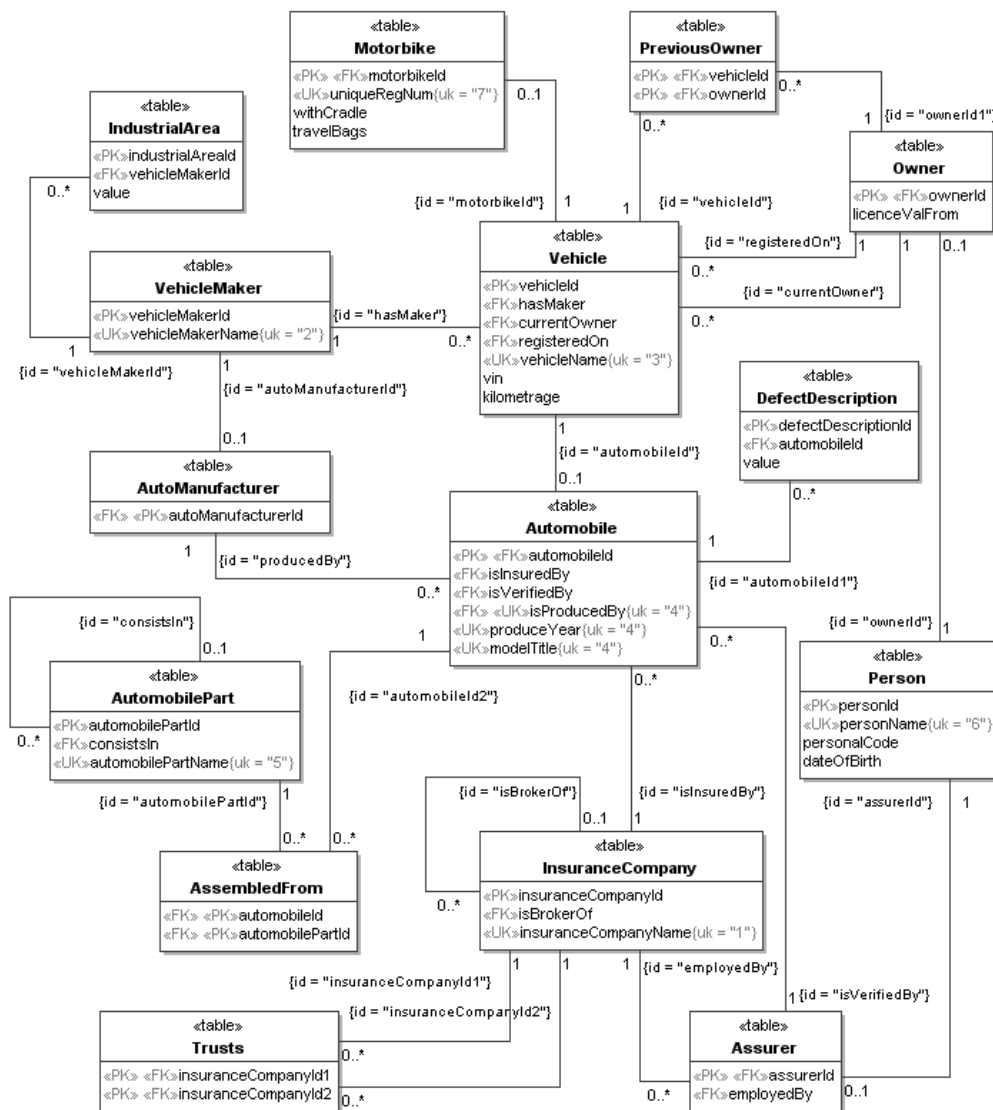 «table»
Motorbike
«PK» «FK»motorbikeId
«UK»uniqueRegNum{uk = "7"}
withCradle
travelBags
0..1
«table»
PreviousOwner
«PK» «FK»vehicleId
«PK» «FK»ownerId
0..*
0..*
1
{id = "ownerId1"}
«table»
IndustrialArea
«PK»industrialAreaId
«FK»vehicleMakerId
value
0..*
«table»
Owner
«PK» «FK»ownerId
licenceValFrom
{id = "motorbikeId"}
1
1
{id = "vehicleId"}
{id = "registeredOn"}
1
1
0..1
0..*
{id = "currentOwner"}
0..*
«table»
Vehicle
«PK»vehicleId
«FK»hasMaker
«FK»currentOwner
«FK»registeredOn
«UK»vehicleName{uk = "3"}
vin
kilometrage
«table»
VehicleMaker
«PK»vehicleMakerId
«UK»vehicleMakerName{uk = "2"}
{id = "hasMaker"}
1
0..*
1
{id = "vehicleMakerId"}
1
{id = "autoManufacturerId"}
0..1
1
{id = "automobileId"}
0..1
«table»
DefectDescription
«PK»defectDescriptionId
«FK»automobileId
value
0..*
«table»
AutoManufacturer
«FK» «PK»autoManufacturerId
1
{id = "producedBy"}
0..*
«table»
Automobile
«PK» «FK»automobileId
«FK»isInsuredBy
«FK»isVerifiedBy
«FK» «UK»isProducedBy{uk = "4"}
«UK»produceYear{uk = "4"}
«UK»modelTitle{uk = "4"}
1
{id = "automobileId1"}
0..*
0..*
1
{id = "automobileId2"}
{id = "consistsIn"}
0..1
0..*
«table»
AutomobilePart
«PK»automobilePartId
«FK»consistsIn
«UK»automobilePartName{uk = "5"}
{id = "ownerId"}
1
«table»
Person
«PK»personId
«UK»personName{uk = "6"}
personalCode
dateOfBirth
{id = "automobilePartId"}
1
0..*
0..*
{id = "isBrokerOf"}
0..1
0..*
{id = "isInsuredBy"}
1
{id = "assurerId"}
1
«table»
AssembledFrom
«FK» «PK»automobileId
«FK» «PK»automobilePartId
«table»
InsuranceCompany
«PK»insuranceCompanyId
«FK»isBrokerOf
«UK»insuranceCompanyName{uk = "1"}
1
1
1
{id = "employedBy"}
{id = "insuranceCompanyId1"}
{id = "insuranceCompanyId2"}
1
{id = "isVerifiedBy"}
«table»
Trusts
«PK» «FK»insuranceCompanyId1
«PK» «FK»insuranceCompanyId2
0..*
0..*
«table»
Assurer
«PK» «FK»assurerId
«FK»employedBy
0..*
0..1